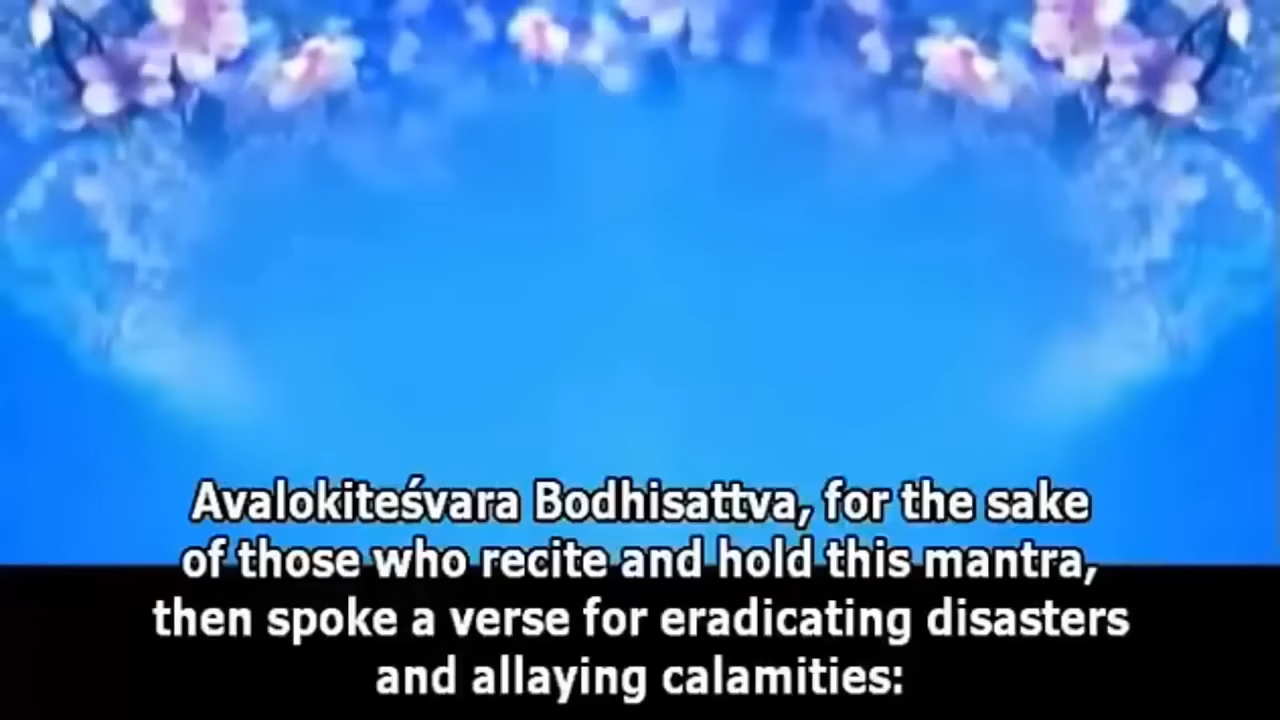 Avalokiteśvara Bodhisattva, for the sake
of those who recite and hold this mantra,
then spoke a verse for eradicating disasters
and allaying calamities: